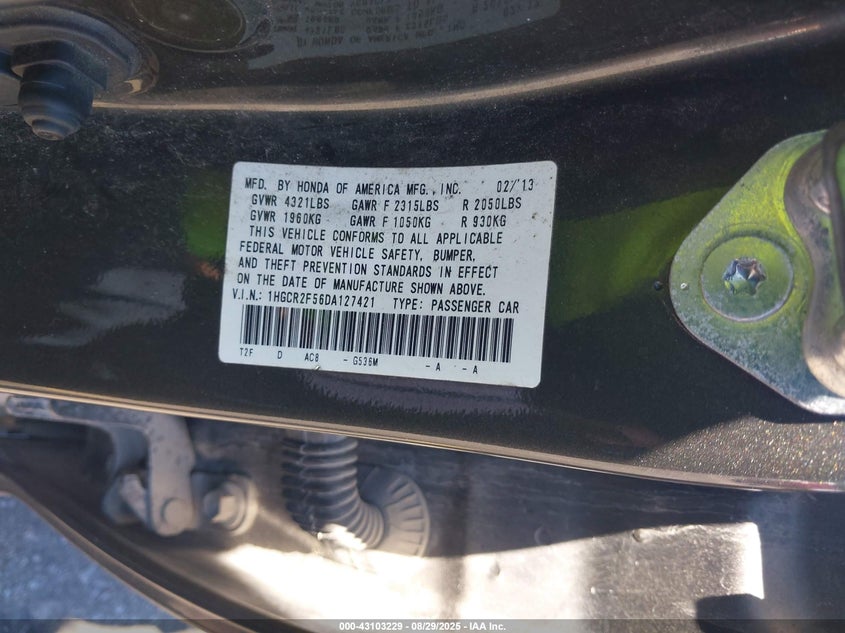 MFD. BY HONDA OF AMERICA MFG., INC. 02/'13
GVWR 4321LBS GAWR F 2315LBS R 2050LBS
GVWR 1960KG GAWR F 1050KG R 930KG
THIS VEHICLE CONFORMS TO ALL APPLICABLE
FEDERAL MOTOR VEHICLE SAFETY, BUMPER,
AND THEFT PREVENTION STANDARDS IN EFFECT
ON THE DATE OF MANUFACTURE SHOWN ABOVE.
V.I.N.: 1HGCR2F56DA127421 TYPE: PASSENGER CAR
T2F D AC8 - G536M - A - A
000-43103229 - 08/29/2025 - IAA Inc.